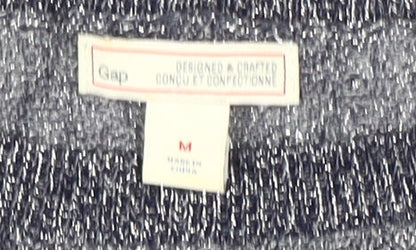 Gap
DESIGNED & CRAFTED
CONÇU ET CONFECTIONNÉ
M
MADE IN
CHINA